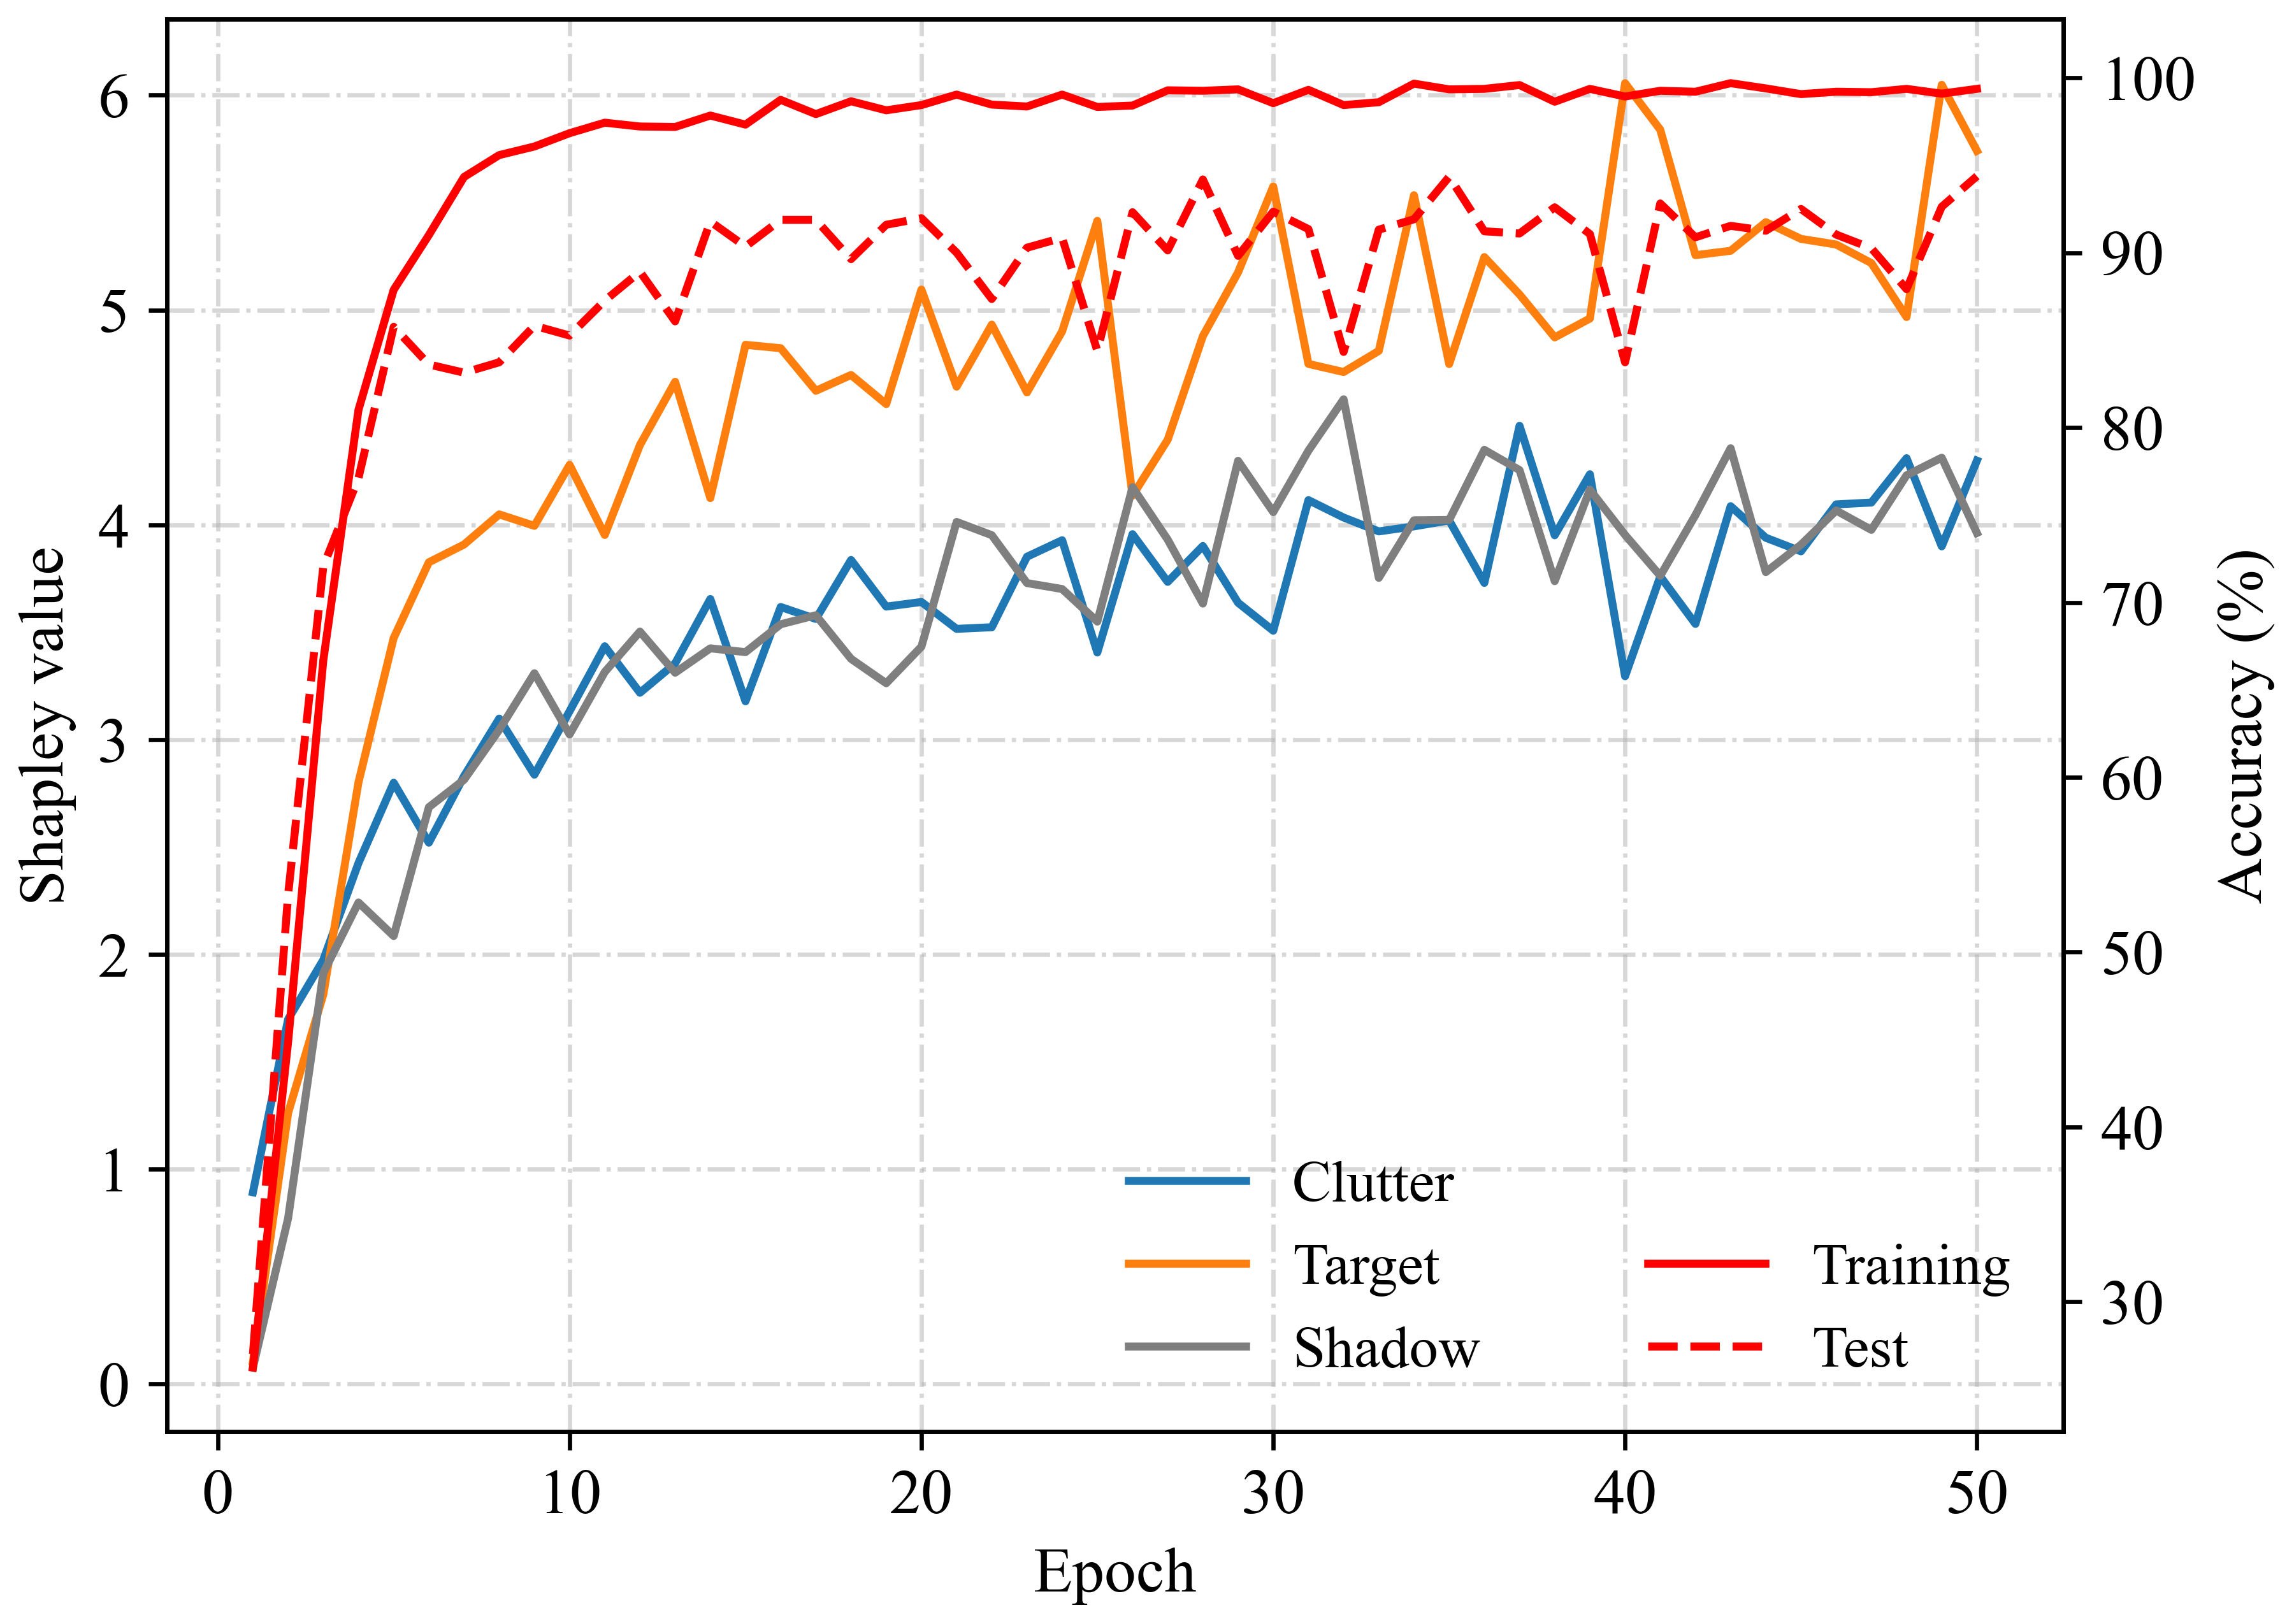 6
5
4
3
2
1
0
Shapley value
100
90
80
70
60
50
40
30
Accuracy (%)
Clutter
Target
Shadow
Training
Test
0 10 20 30 40 50
Epoch